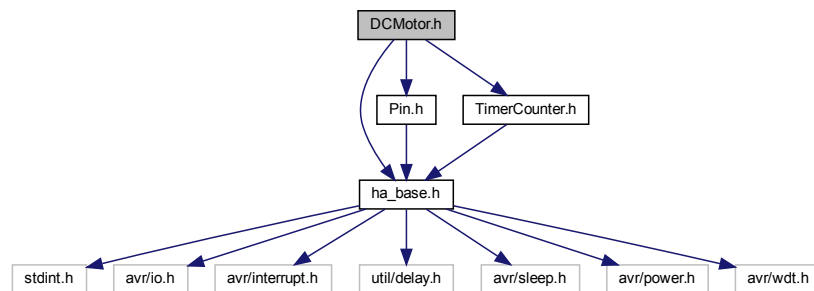 DCMotor.h
Pin.h
TimerCounter.h
ha_base.h
stdint.h
avr/io.h
avr/interrupt.h
util/delay.h
avr/sleep.h
avr/power.h
avr/wdt.h